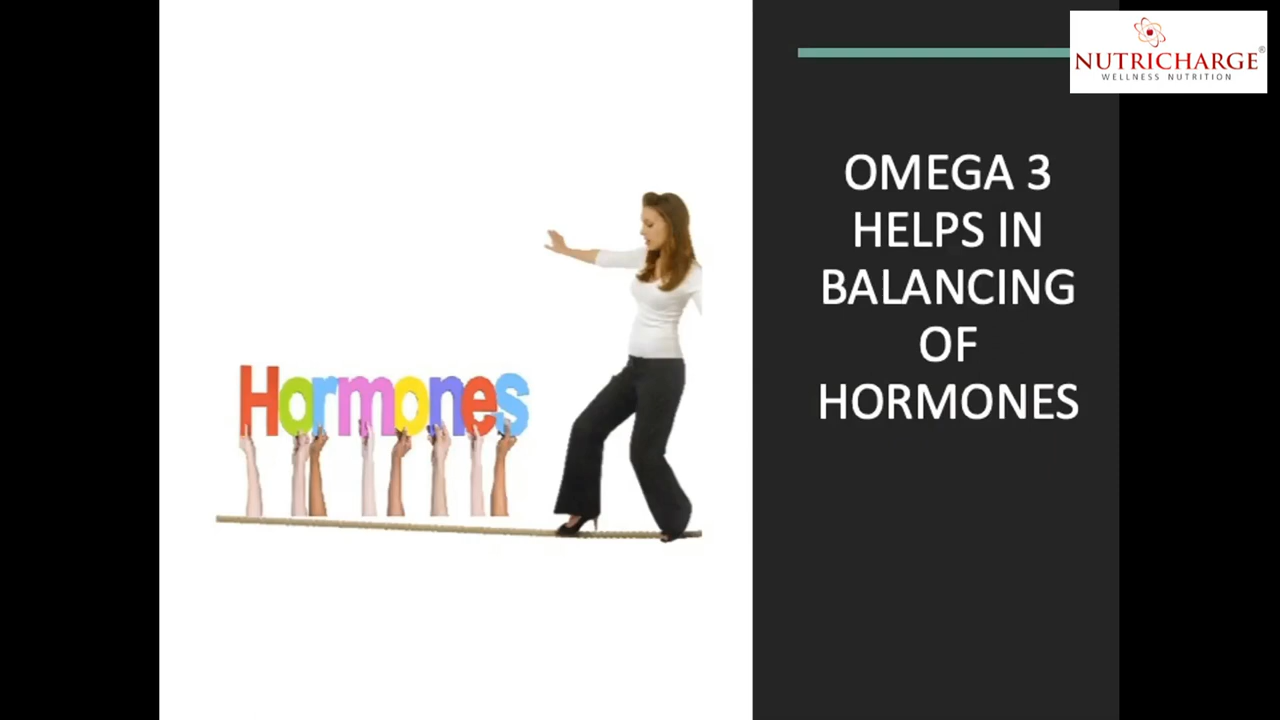 NUTRICHARGE®
WELLNESS NUTRITION
OMEGA 3
HELPS IN
BALANCING
OF
HORMONES
Hormones